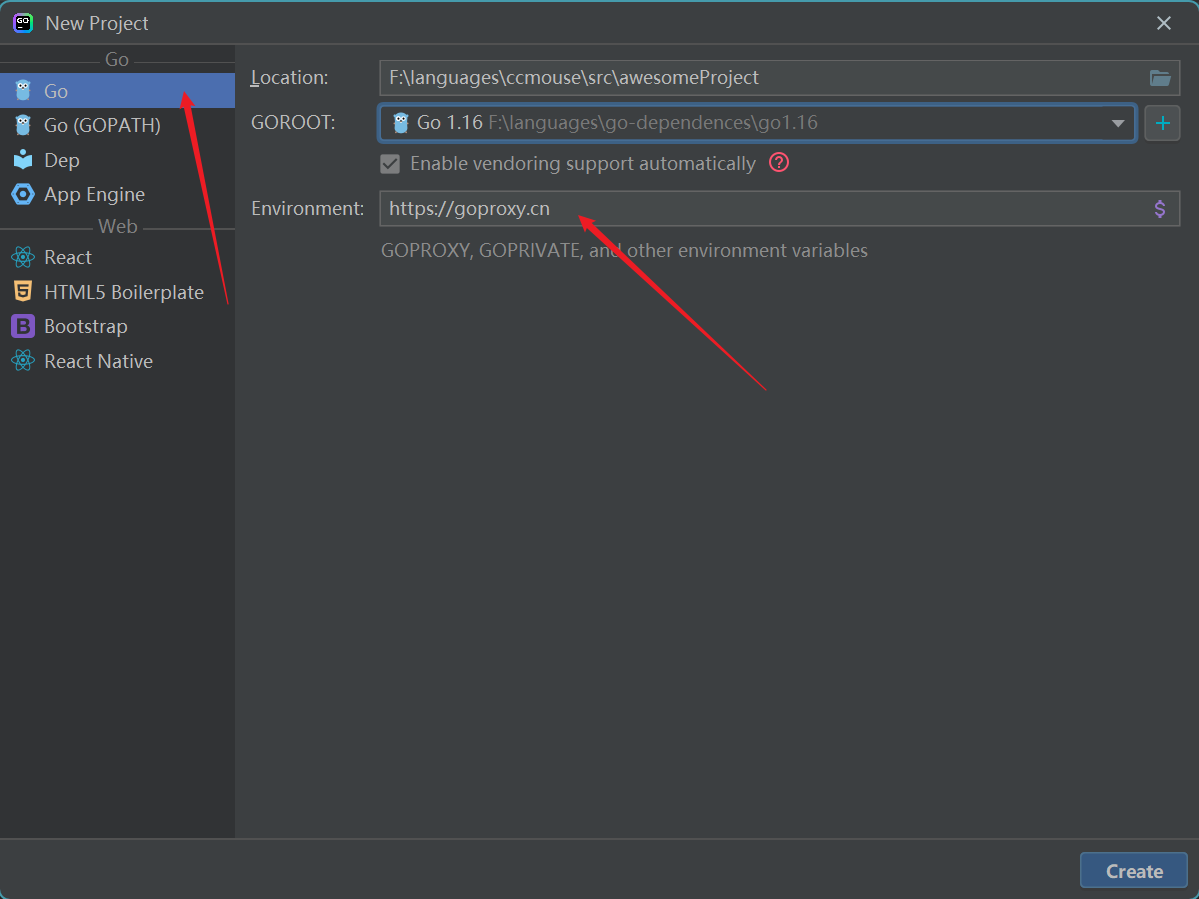 New Project
Go
Go
Go (GOPATH)
Dep
App Engine
Web
React
HTML5 Boilerplate
Bootstrap
React Native
Location: F:\languages\ccmouse\src\awesomeProject
GOROOT: Go 1.16 F:\languages\go-dependences\go1.16
Enable vendoring support automatically
Environment: https://goproxy.cn
GOPROXY, GOPRIVATE, and other environment variables
Create